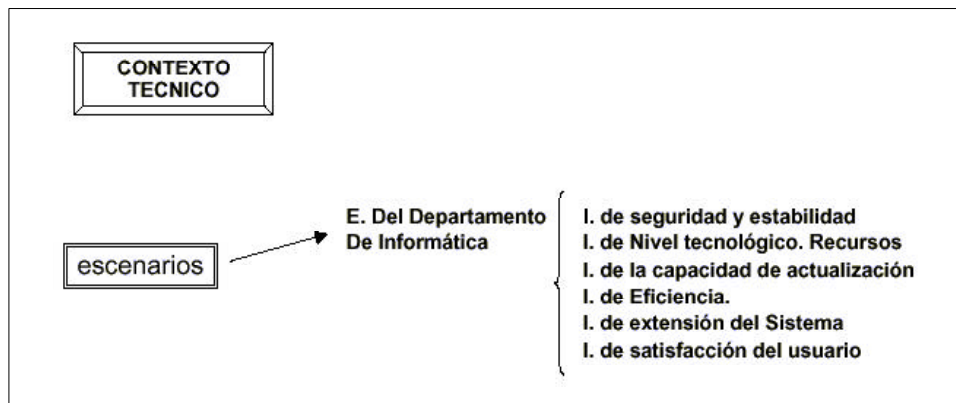 CONTEXTO
TECNICO
E. Del Departamento
De Informática
escenarios
I. de seguridad y estabilidad
I. de Nivel tecnológico. Recursos
I. de la capacidad de actualización
I. de Eficiencia.
I. de extensión del Sistema
I. de satisfacción del usuario